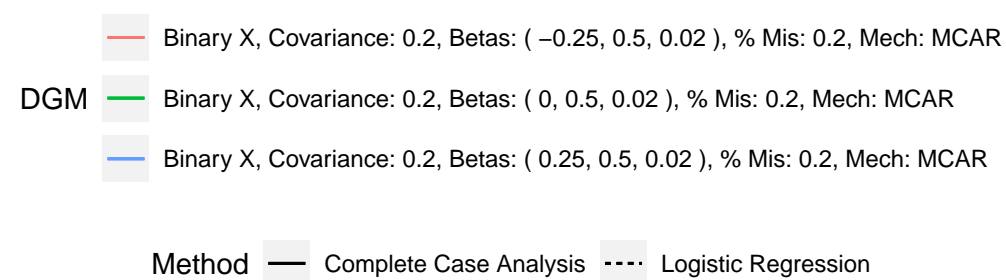 Binary X, Covariance: 0.2, Betas: ( −0.25, 0.5, 0.02 ), % Mis: 0.2, Mech: MCAR
DGM Binary X, Covariance: 0.2, Betas: ( 0, 0.5, 0.02 ), % Mis: 0.2, Mech: MCAR
Binary X, Covariance: 0.2, Betas: ( 0.25, 0.5, 0.02 ), % Mis: 0.2, Mech: MCAR
Method Complete Case Analysis Logistic Regression